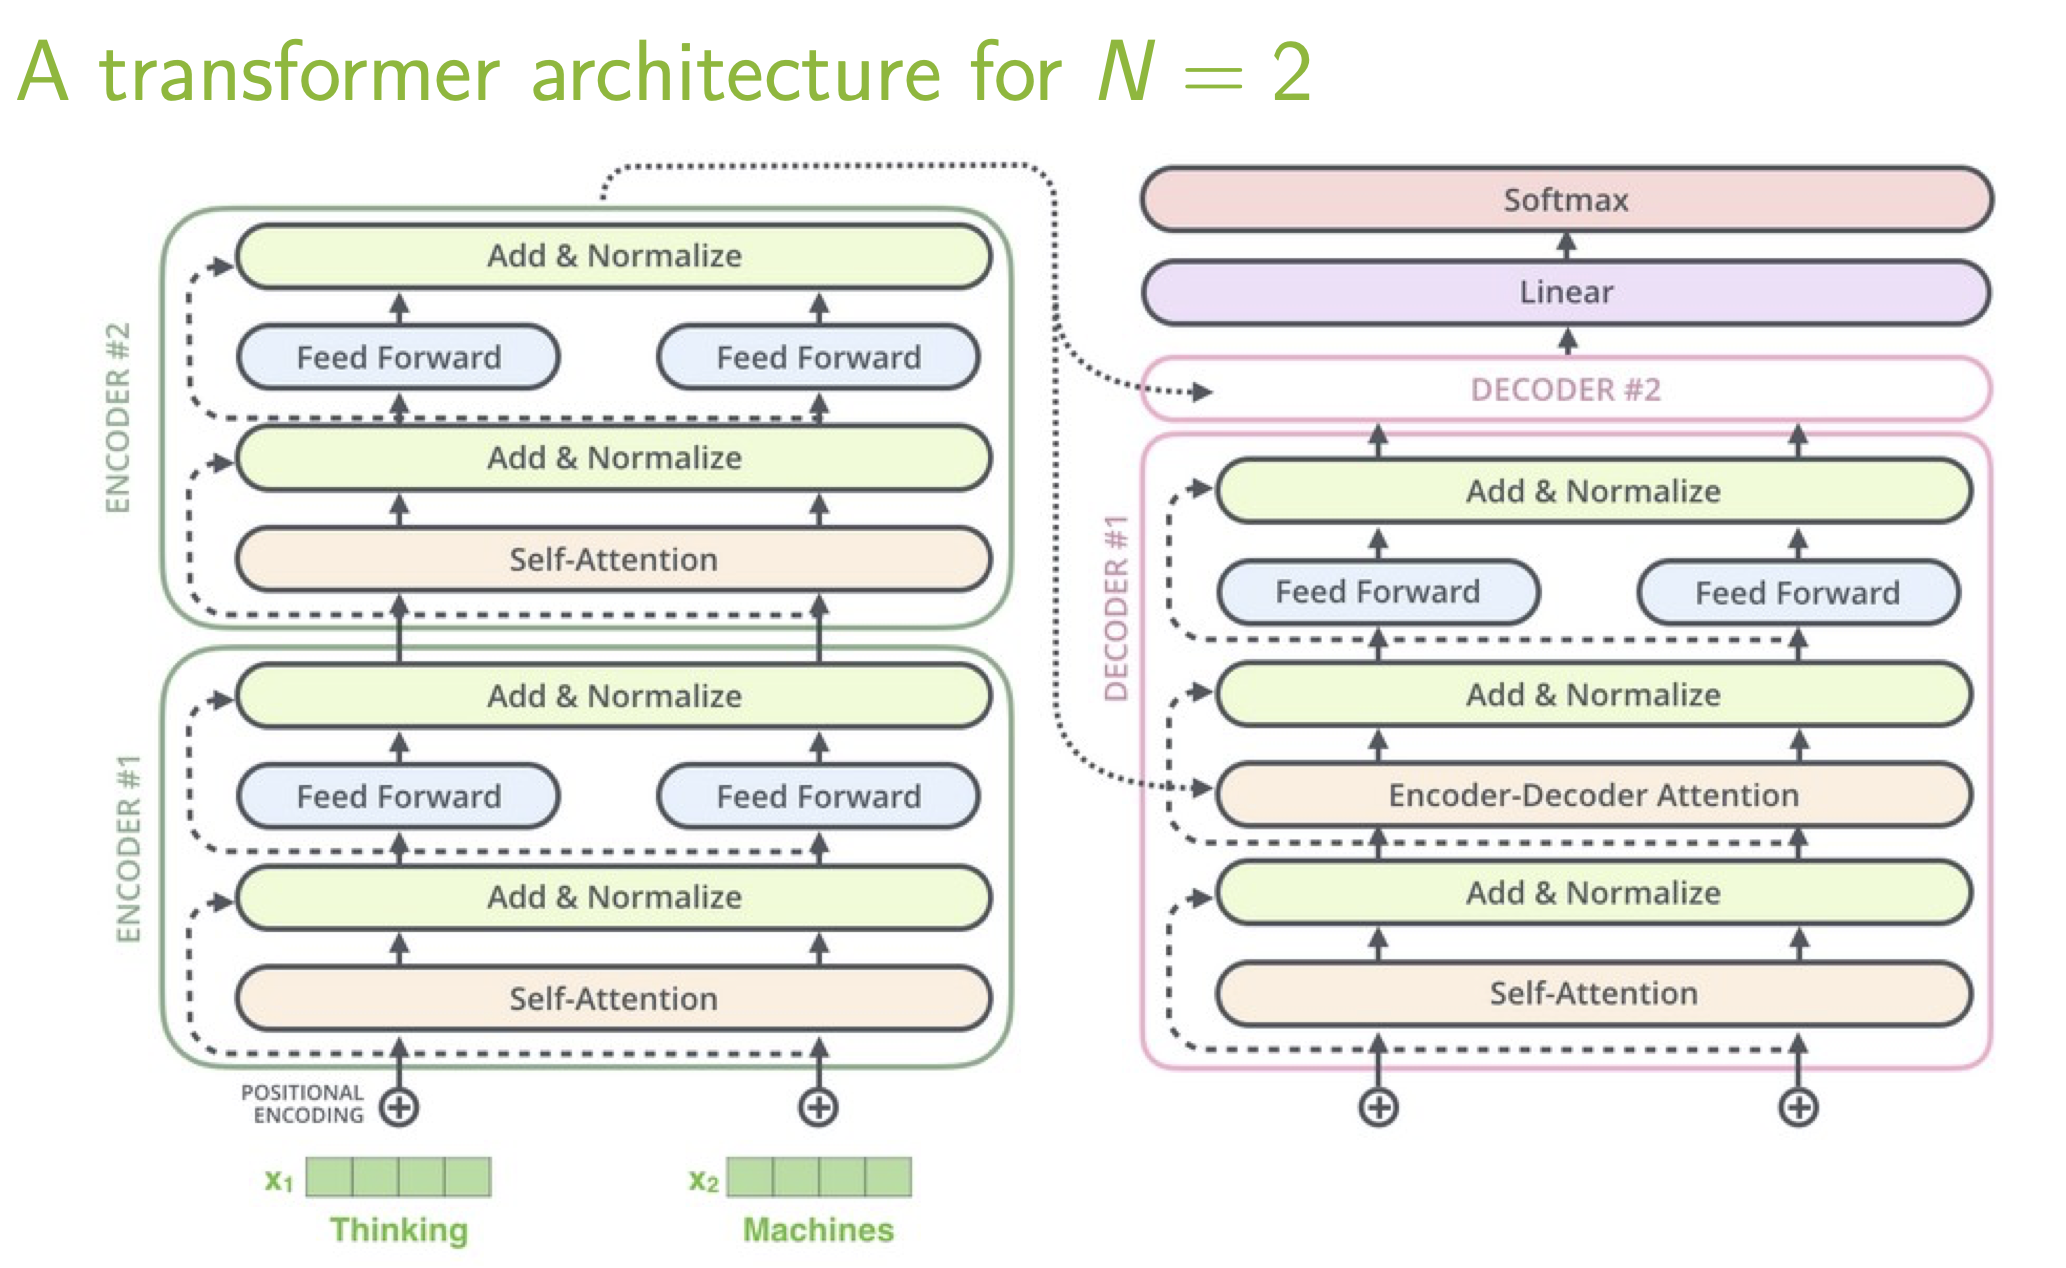 A transformer architecture for N = 2
ENCODER #2
Add & Normalize
Feed Forward
Feed Forward
Add & Normalize
Self-Attention
ENCODER #1
Add & Normalize
Feed Forward
Feed Forward
Add & Normalize
Self-Attention
POSITIONAL
ENCODING
x1
x2
Thinking
Machines
Softmax
Linear
DECODER #2
DECODER #1
Add & Normalize
Feed Forward
Feed Forward
Add & Normalize
Encoder-Decoder Attention
Add & Normalize
Self-Attention